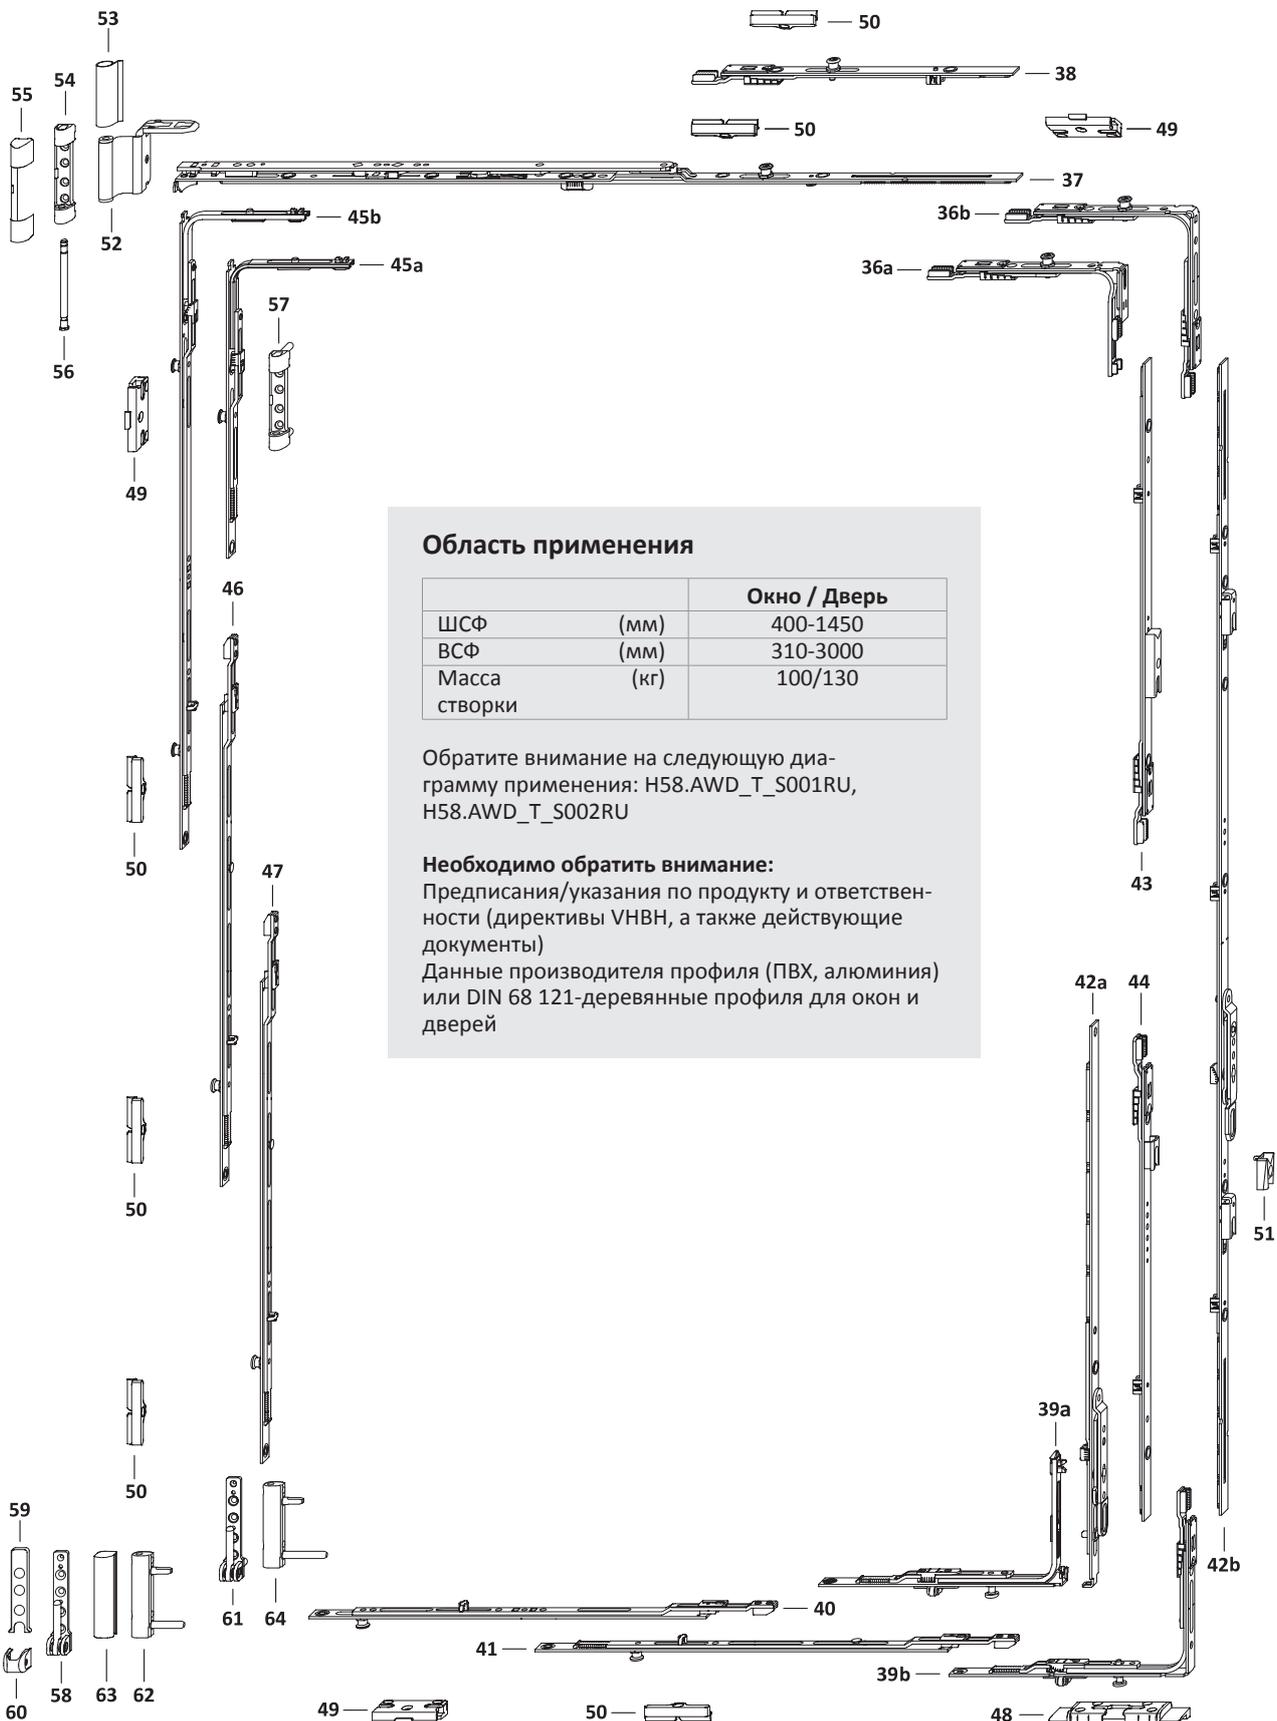 53
50
54
38
55
50
49
37
36b
45b
52
45a
36a
57
56
49
46
Область применения
Окно / Дверь
ШСФ (мм) 400-1450
ВСФ (мм) 310-3000
Масса (кг) 100/130
створки
Обратите внимание на следующую диа-
грамму применения: H58.AWD_T_S001RU,
H58.AWD_T_S002RU
Необходимо обратить внимание:
Предписания/указания по продукту и ответствен-
ности (директивы VHBH, а также действующие
документы)
Данные производителя профиля (ПВХ, алюминия)
или DIN 68 121-деревянные профиля для окон и
дверей
50
47
43
42a
44
50
51
39a
50
59
42b
61
64
40
41
39b
60
58
63
62
49
50
48